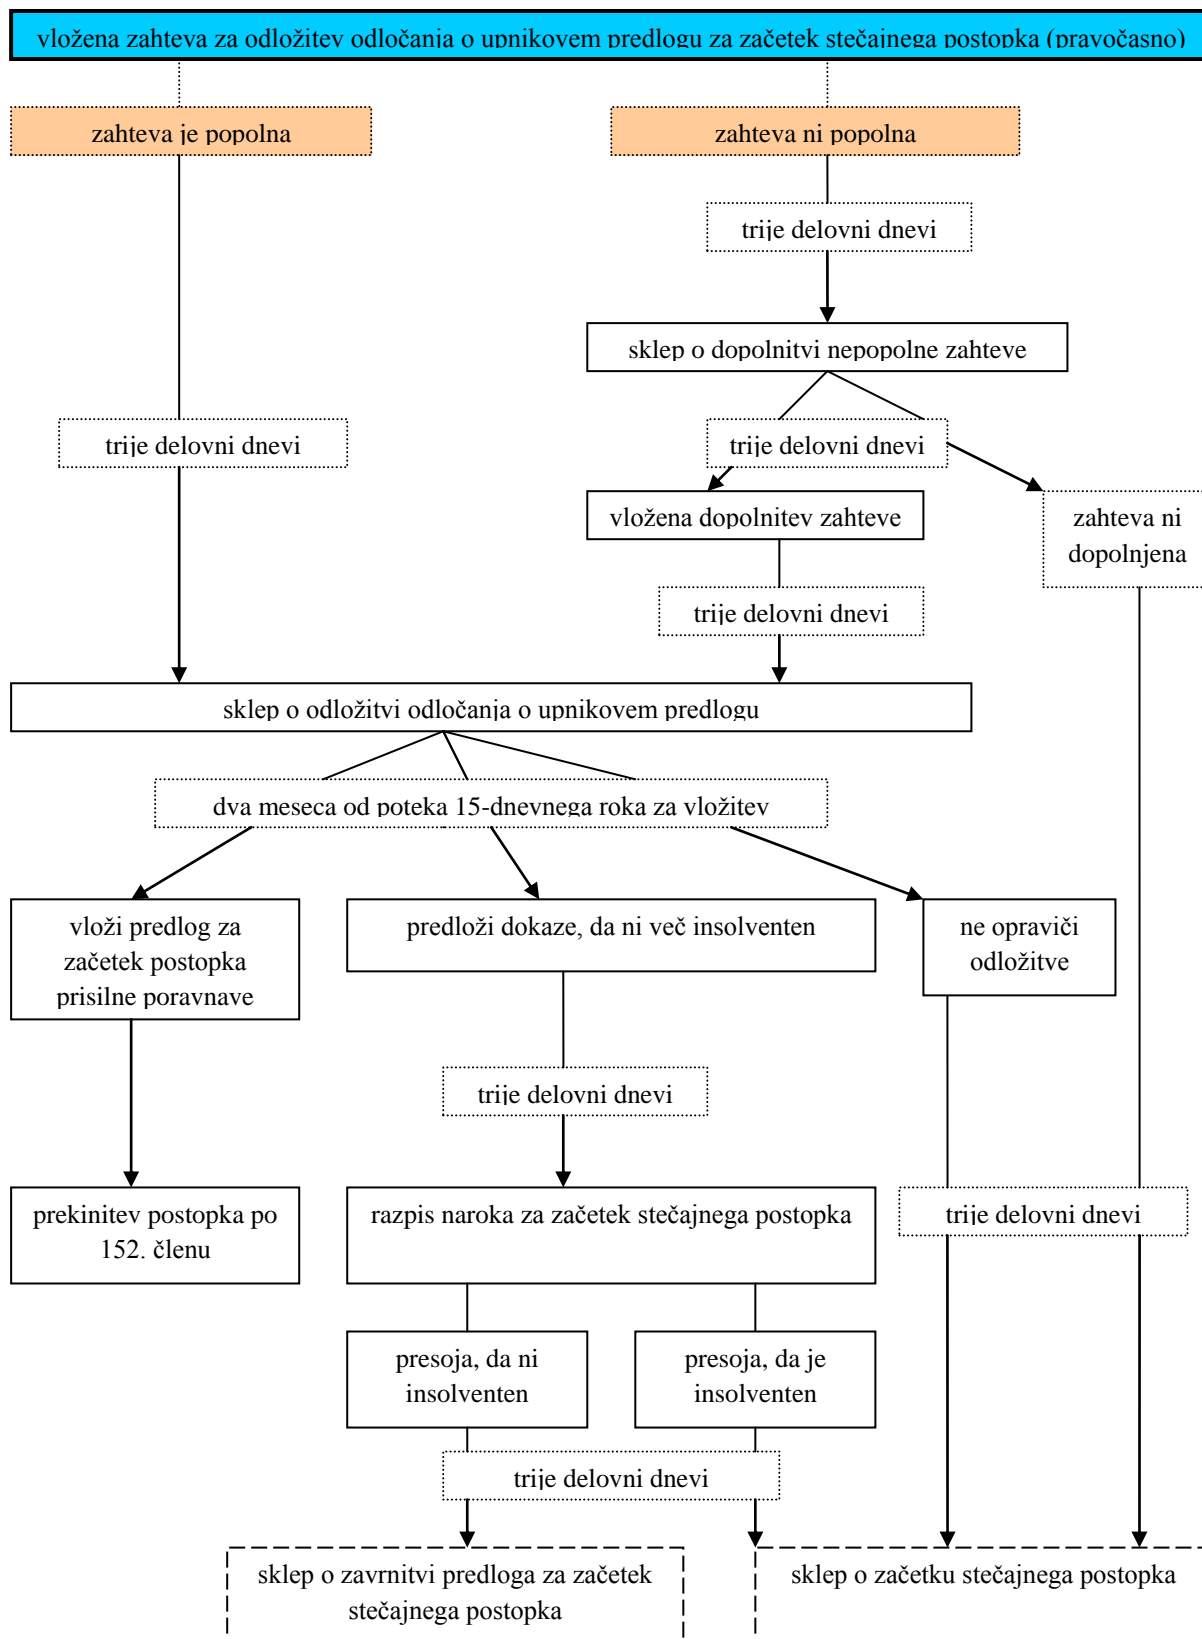 vložena zahteva za odložitev odločanja o upnikovem predlogu za začetek stečajnega postopka (pravočasno)
zahteva je popolna
zahteva ni popolna
trije delovni dnevi
sklep o dopolnitvi nepopolne zahteve
trije delovni dnevi
trije delovni dnevi
vložena dopolnitev zahteve
zahteva ni
dopolnjena
trije delovni dnevi
sklep o odložitvi odločanja o upnikovem predlogu
dva meseca od poteka 15-dnevnega roka za vložitev
vloži predlog za
začetek postopka
prisilne poravnave
predloži dokaze, da ni več insolventen
ne opraviči
odložitve
trije delovni dnevi
prekinitev postopka po
152. členu
razpis naroka za začetek stečajnega postopka
trije delovni dnevi
presoja, da ni
insolventen
presoja, da je
insolventen
trije delovni dnevi
sklep o zavrnitvi predloga za začetek
stečajnega postopka
sklep o začetku stečajnega postopka